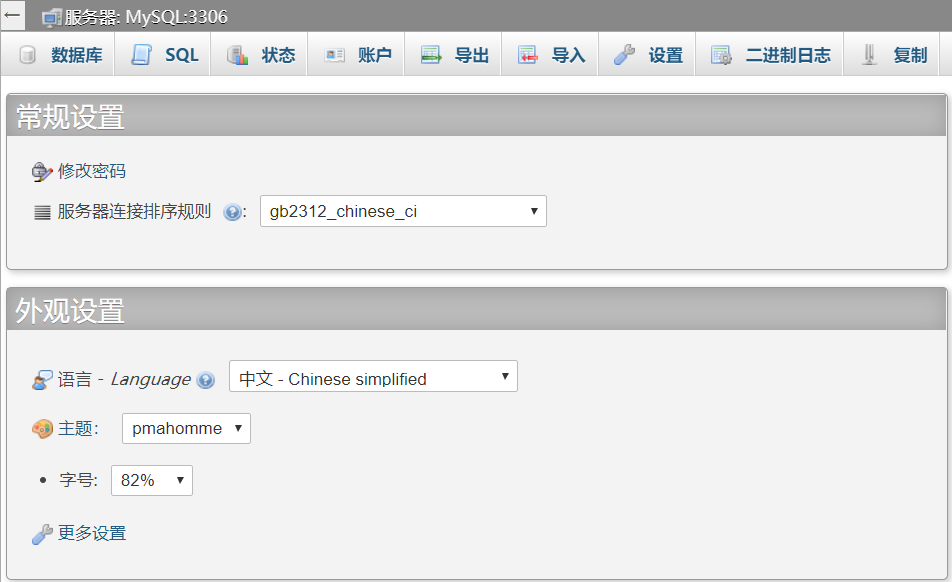 服务器: MySQL:3306
数据库 SQL 状态 账户 导出 导入 设置 二进制日志 复制
常规设置
修改密码
服务器连接排序规则 : gb2312_chinese_ci
外观设置
语言 - Language 中文 - Chinese simplified
主题: pmahomme
字号: 82%
更多设置